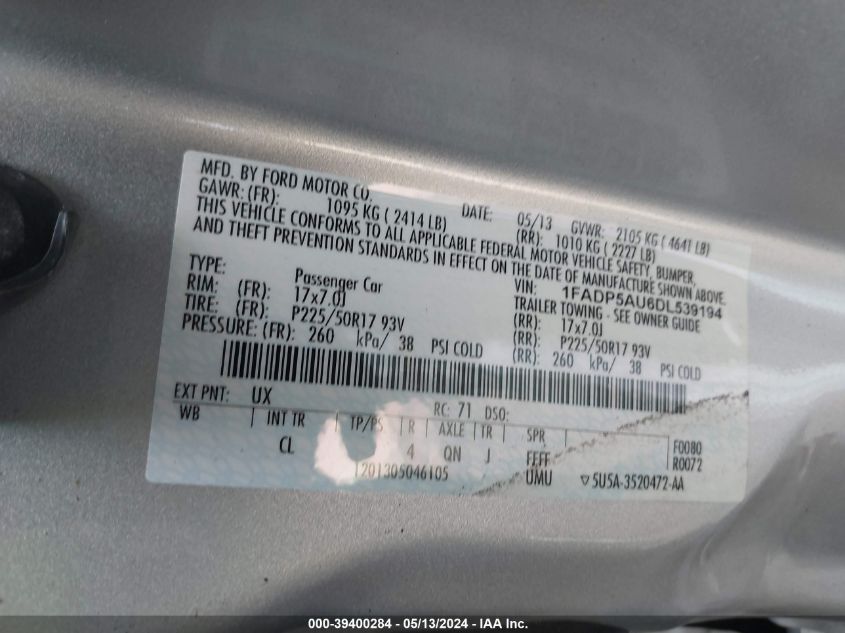 MFD. BY FORD MOTOR CO.
DATE: 05/13 GVWR: 2105 KG ( 4641 LB)
GAWR: (FR): 1095 KG ( 2414 LB) (RR): 1010 KG ( 2227 LB)
THIS VEHICLE CONFORMS TO ALL APPLICABLE FEDERAL MOTOR VEHICLE SAFETY, BUMPER,
AND THEFT PREVENTION STANDARDS IN EFFECT ON THE DATE OF MANUFACTURE SHOWN ABOVE.
VIN: 1FADP5AU6DL539194
TYPE: Passenger Car TRAILER TOWING - SEE OWNER GUIDE
RIM: (FR): 17x7.0J (RR): 17x7.0J
TIRE: (FR): P225/50R17 93V (RR): P225/50R17 93V
PRESSURE: (FR): 260 kPa/ 38 PSI COLD (RR): 260 kPa/ 38 PSI COLD
EXT PNT: UX RC: 71 DSO:
WB INT TR TP/PS R AXLE TR SPR F0080
CL 4 QN J FFFF R0072
1201305046105 UMU 5U5A-3520472-AA
000-39400284 - 05/13/2024 - IAA Inc.